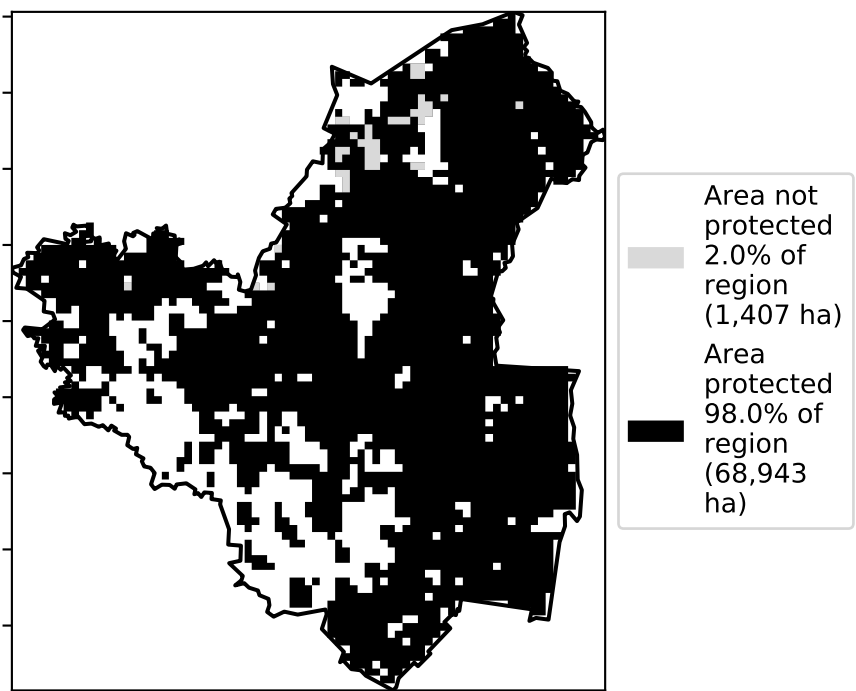 Area not
protected
2.0% of
region
(1,407 ha)
Area
protected
98.0% of
region
(68,943
ha)